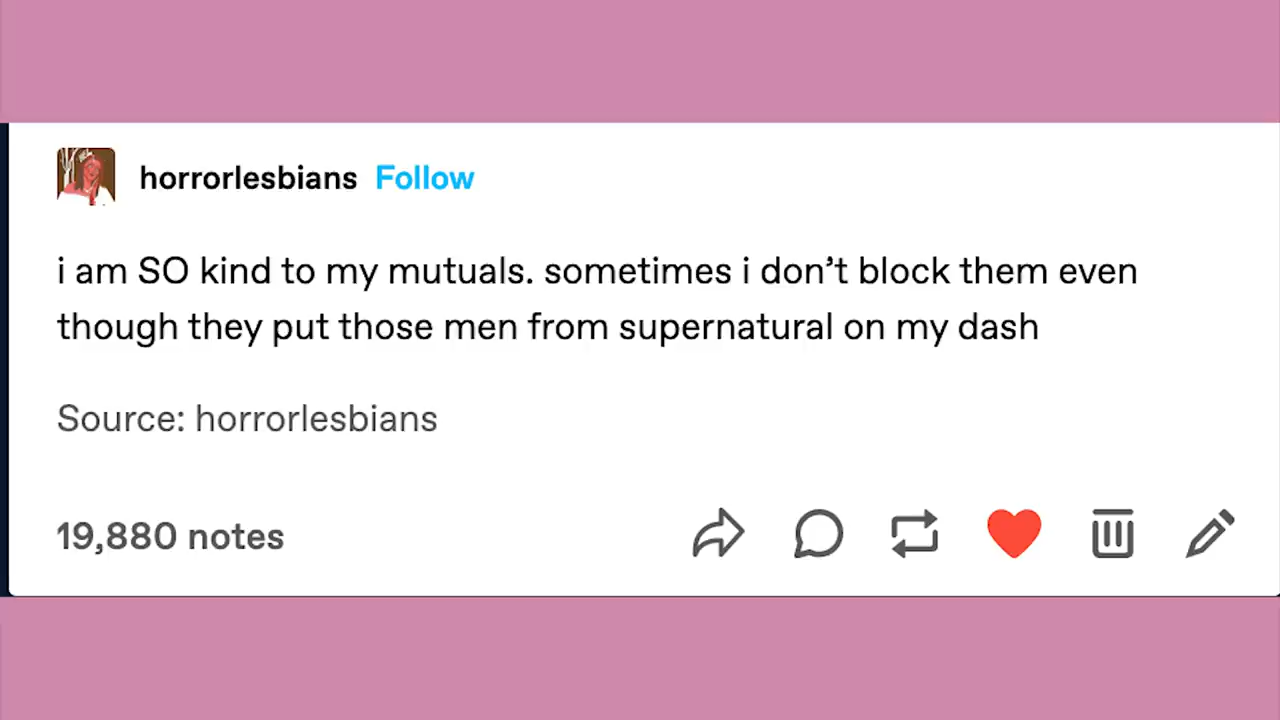 horrorlesbians Follow
i am SO kind to my mutuals. sometimes i don’t block them even
though they put those men from supernatural on my dash
Source: horrorlesbians
19,880 notes